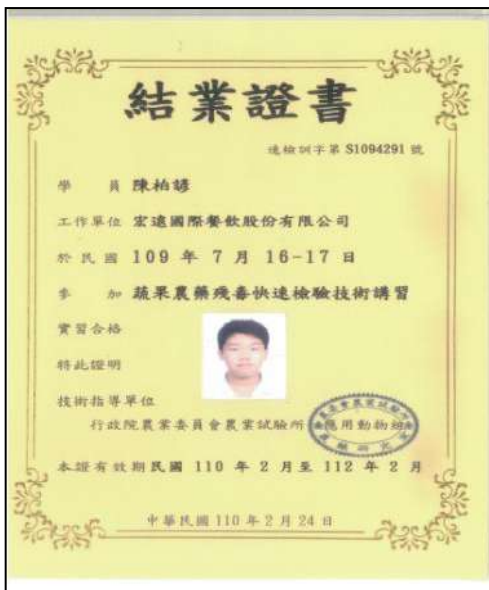 結業證書
速檢訓字第 S1094291 號
學 員 陳柏諺
工作單位 宏遠國際餐飲股份有限公司
於民國 109 年 7 月 16-17 日
參 加 蔬果農藥殘毒快速檢驗技術講習
實習合格
特此證明
技術指導單位
行政院農業委員會農業試驗所 應用動物組
本證有效期民國 110 年 2 月至 112 年 2 月
中華民國 110 年 2 月 24 日